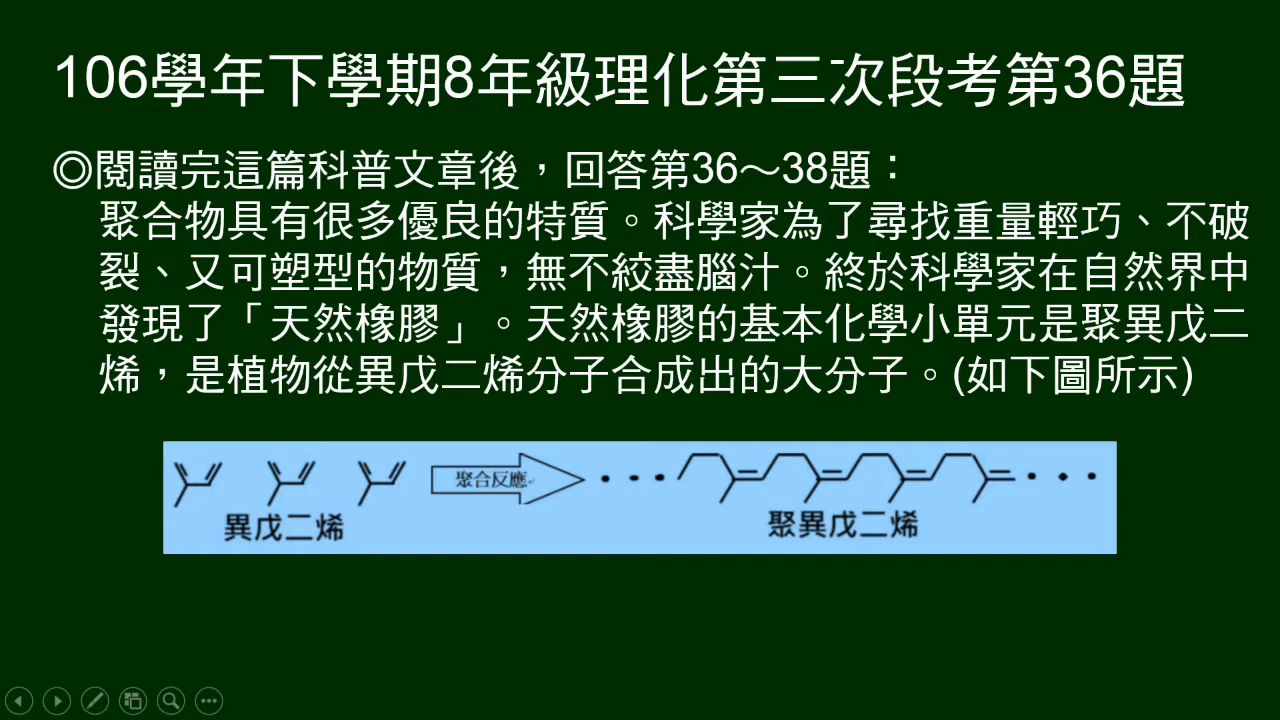 106學年下學期8年級理化第三次段考第36題
◎閱讀完這篇科普文章後，回答第36～38題：
聚合物具有很多優良的特質。科學家為了尋找重量輕巧、不破
裂、又可塑型的物質，無不絞盡腦汁。終於科學家在自然界中
發現了「天然橡膠」。天然橡膠的基本化學小單元是聚異戊二
烯，是植物從異戊二烯分子合成出的大分子。(如下圖所示)
聚合反應
異戊二烯
聚異戊二烯